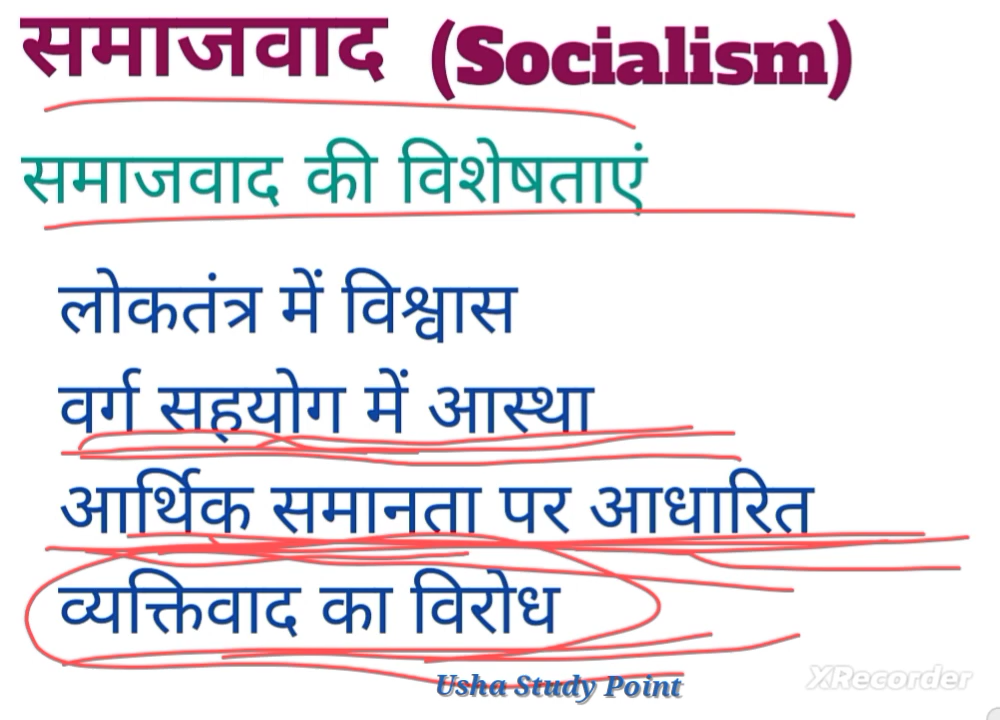 समाजवाद (Socialism)
समाजवाद की विशेषताएं
लोकतंत्र में विश्वास
वर्ग सहयोग में आस्था
आर्थिक समानता पर आधारित
व्यक्तिवाद का विरोध
Usha Study Point
XRecorder